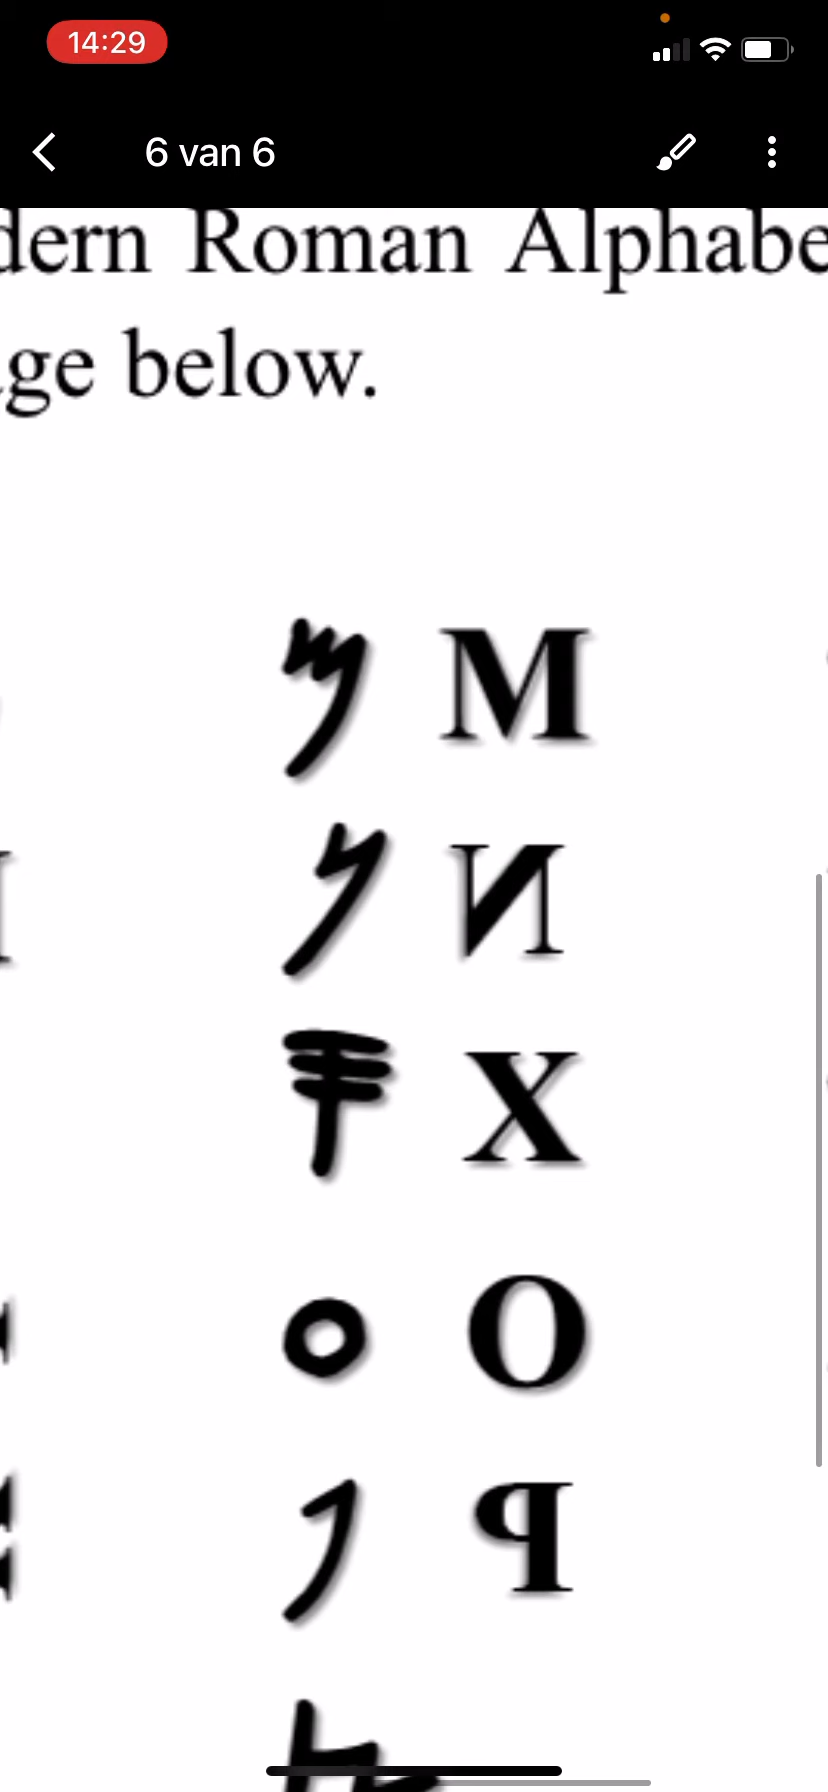 14:29
6 van 6
dern Roman Alphabe
ge below.
𐤌 M
𐤍 И
𐤎 X
𐤏 O
𐤐 ꟼ